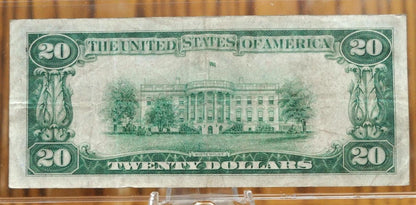 20 THE UNITED STATES OF AMERICA 20
20 TWENTY DOLLARS 20